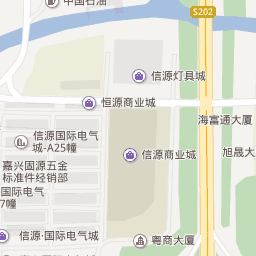 中国石油
S202
信源灯具城
恒源商业城
海富通大厦
信源国际电气
城-A25幢
信源商业城
旭晟大
嘉兴固源五金
标准件经销部
国际电气
7幢
信源·国际电气城
粤商大厦